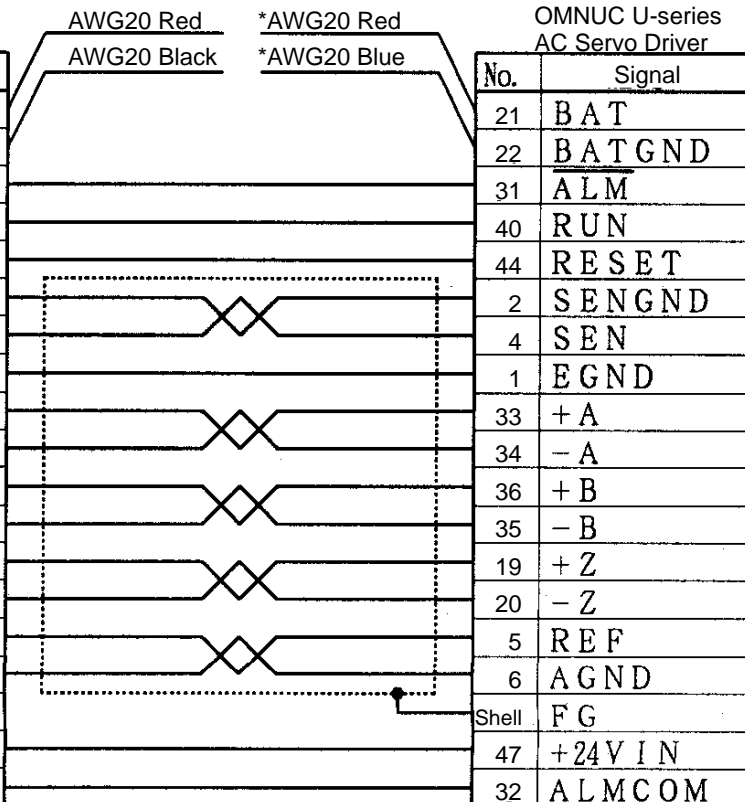 AWG20 Red *AWG20 Red
AWG20 Black *AWG20 Blue
OMNUC U-series
AC Servo Driver
No. Signal
21 BAT
22 BATGND
31 ALM
40 RUN
44 RESET
2 SENGND
4 SEN
1 EGND
33 +A
34 −A
36 +B
35 −B
19 +Z
20 −Z
5 REF
6 AGND
Shell FG
47 +24VIN
32 ALMCOM